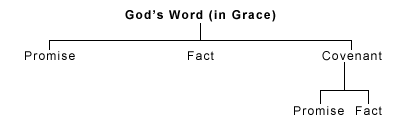 God's Word (in Grace)
Promise Fact Covenant
Promise Fact